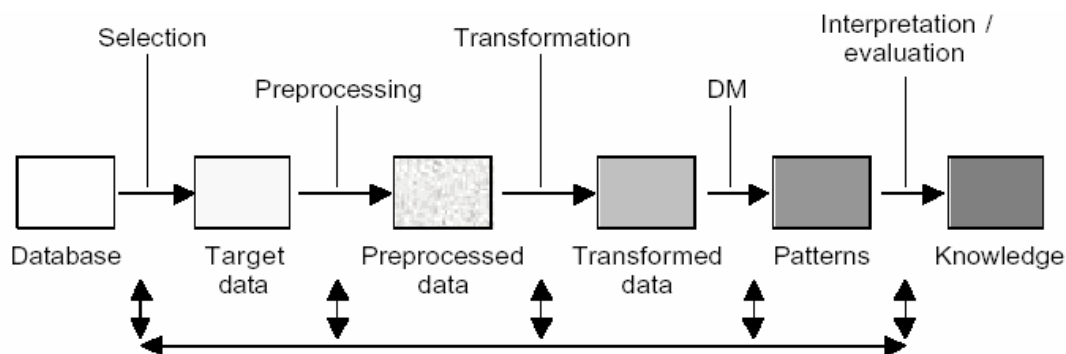 Selection
Transformation
Interpretation /
evaluation
Preprocessing
DM
Database
Target
data
Preprocessed
data
Transformed
data
Patterns
Knowledge